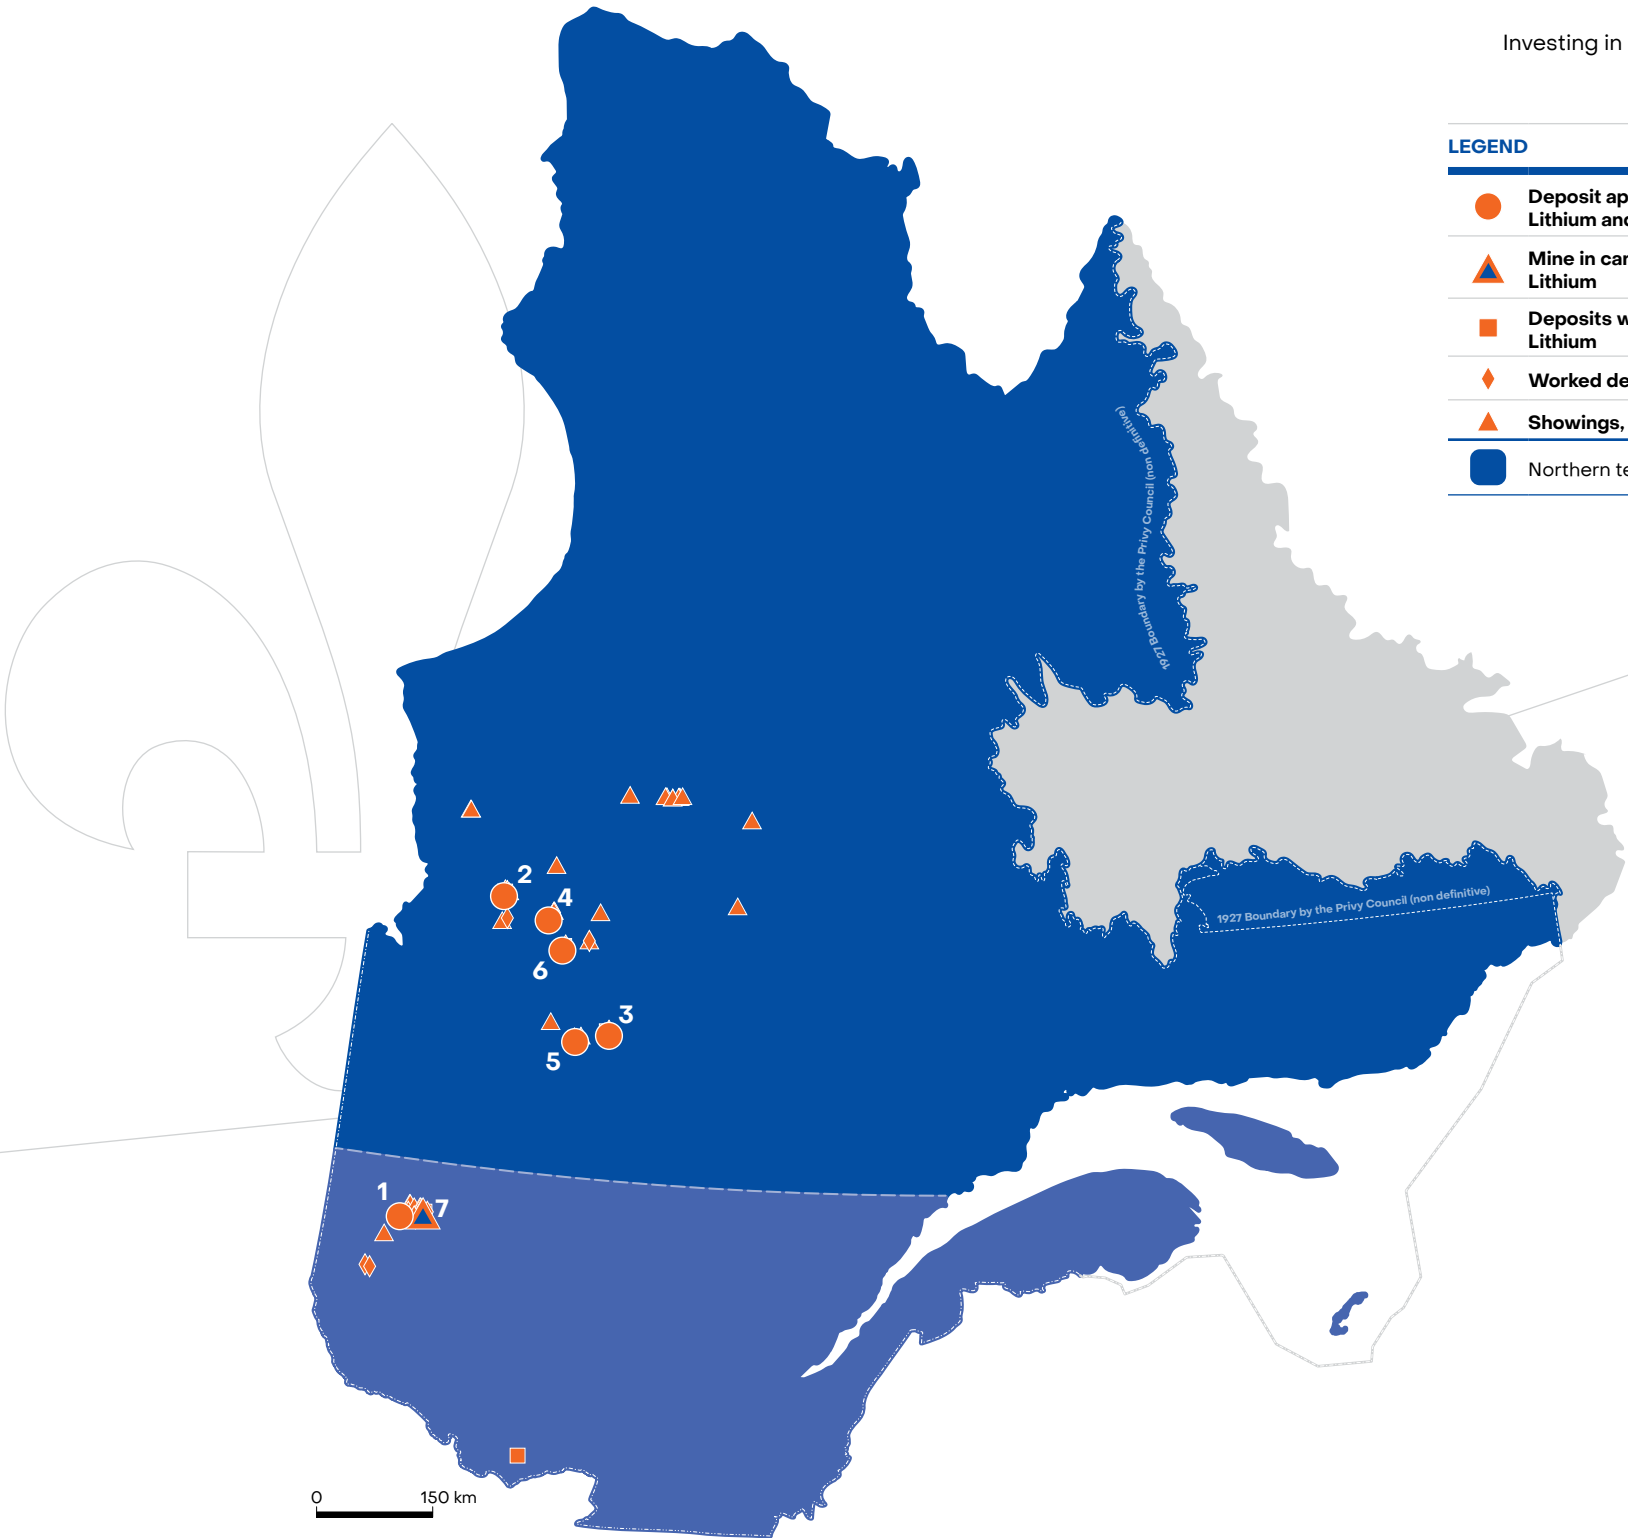 Investing in
LEGEND
Deposit ap
Lithium and
Mine in car
Lithium
Deposits w
Lithium
Worked de
Showings,
Northern te
1927 Boundary by the Privy Council (non definitive)
2
4
1927 Boundary by the Privy Council (non definitive)
6
3
5
1
7
0 150 km